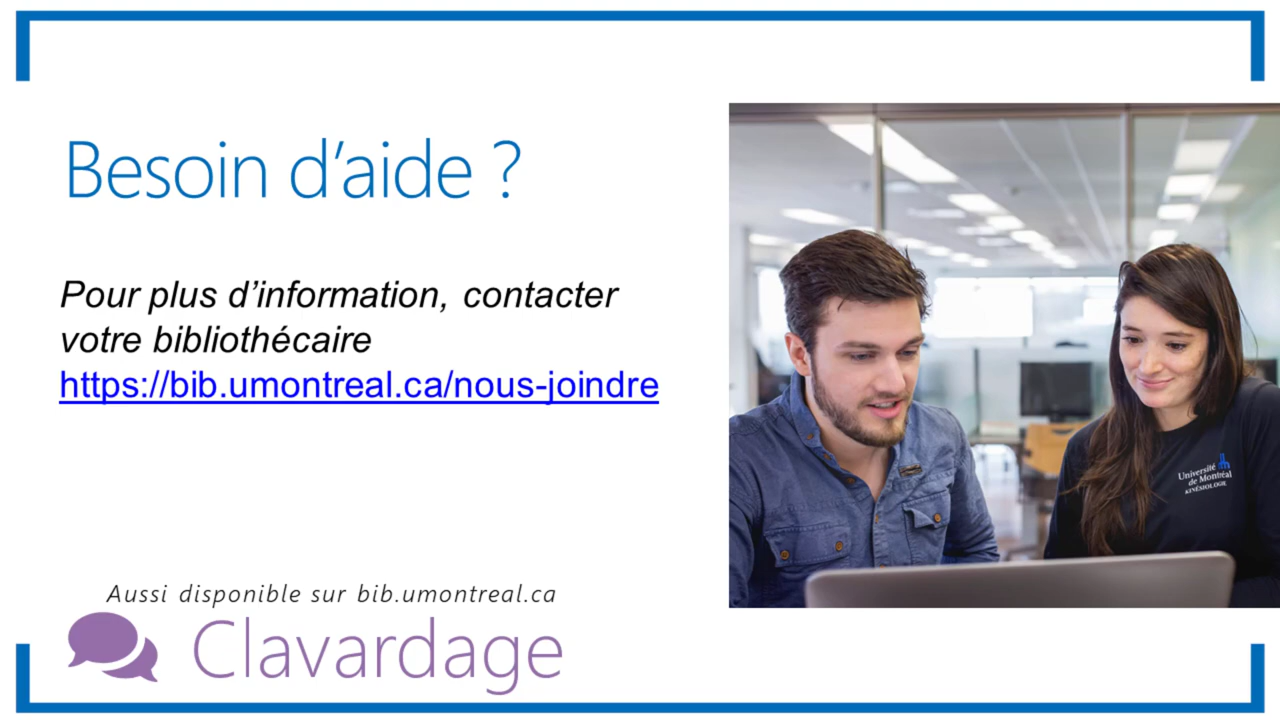 Besoin d'aide ?
Pour plus d'information, contacter
votre bibliothécaire
https://bib.umontreal.ca/nous-joindre
Université
de Montréal
KINÉSIOLOGIE
Aussi disponible sur bib.umontreal.ca
Clavardage